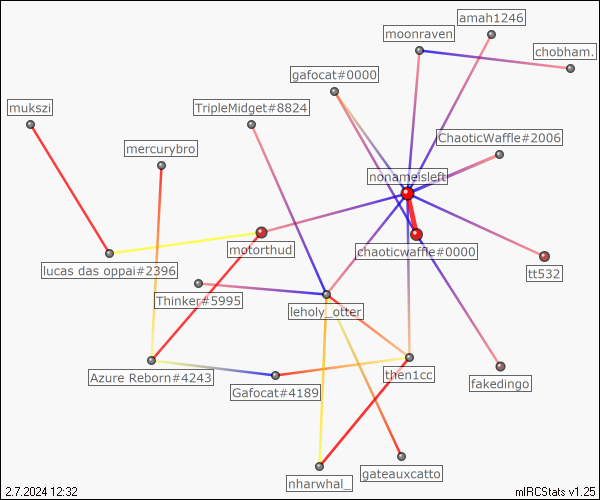 amah1246
moonraven
chobham.
gafocat#0000
mukszi
TripleMidget#8824
ChaoticWaffle#2006
mercurybro
nonameisleft
motorthud
chaoticwaffle#0000
lucas das oppai#2396
tt532
Thinker#5995
leholy_otter
Azure Reborn#4243
then1cc
fakedingo
Gafocat#4189
gateauxcatto
nharwhal_
2.7.2024 12:32
mIRCStats v1.25